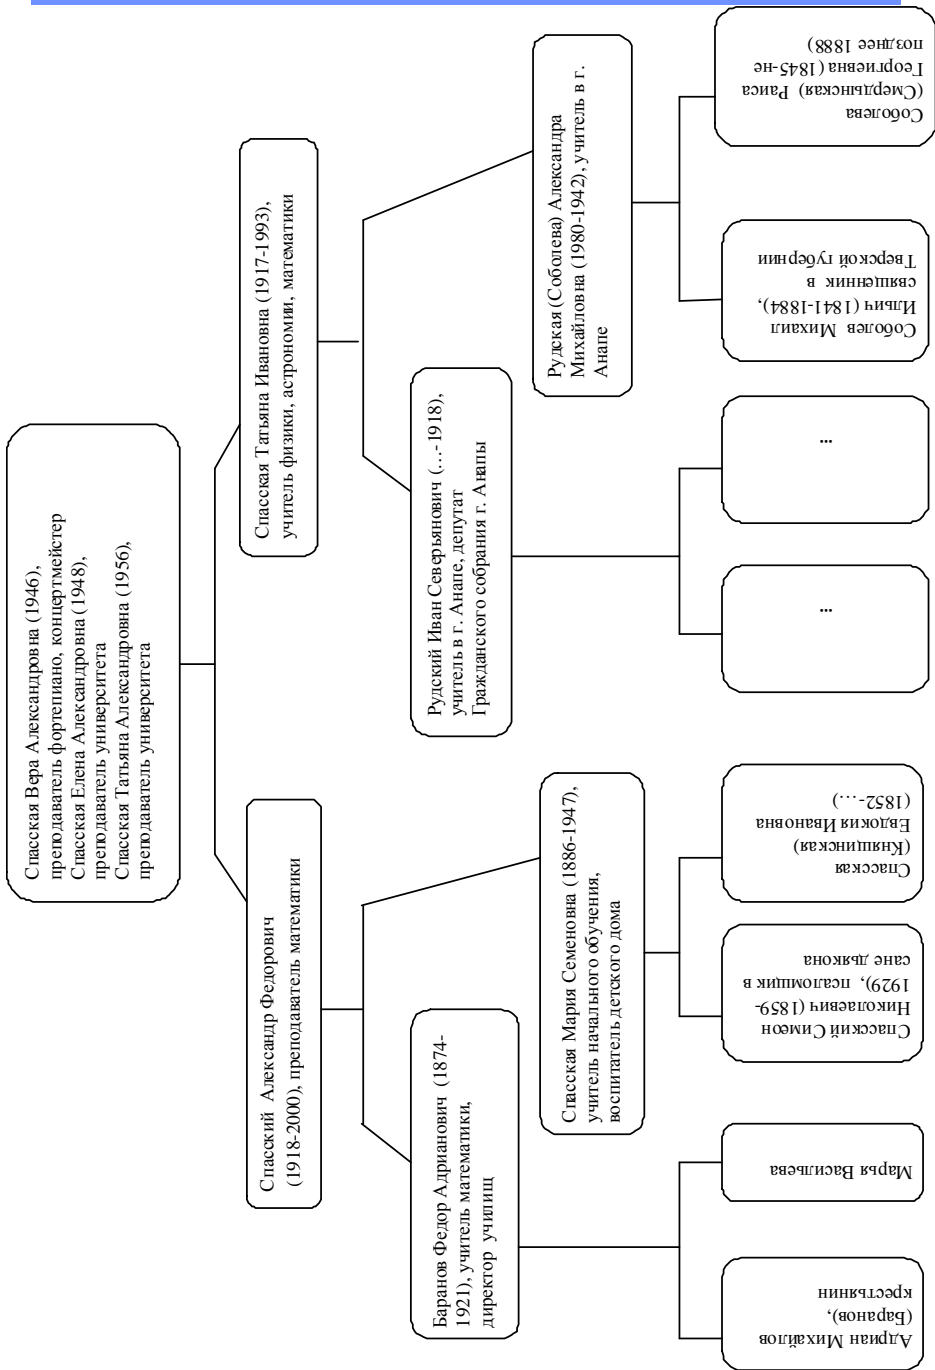 Спасская Вера Александровна (1946),
преподаватель фортепиано, концертмейстер
Спасская Елена Александровна (1948),
преподаватель университета
Спасская Татьяна Александровна (1956),
преподаватель университета
Спасский Александр Федорович
(1918-2000), преподаватель математики
Спасская Татьяна Ивановна (1917-1993),
учитель физики, астрономии, математики
Баранов Федор Адрианович (1874-
1921), учитель математики,
директор училищ
Спасская Мария Семеновна (1886-1947),
учитель начального обучения,
воспитатель детского дома
Рудский Иван Северьянович (...-1918),
учитель в г. Анапе, депутат
Гражданского собрания г. Анапы
Рудская (Соболева) Александра
Михайловна (1980-1942), учитель в г.
Анапе
Адриан Михайлов
(Баранов),
крестьянин
Марья Васильева
Спасский Симеон
Николаевич (1859-
1929), псаломщик в
сане дьякона
Спасская
(Княщинская)
Евдокия Ивановна
(1852-...)
...
...
Соболев Михаил
Ильич (1841-1884),
священник в
Тверской губернии
Соболева
(Смердынская) Раиса
Георгиевна (1845-не
позднее 1888)